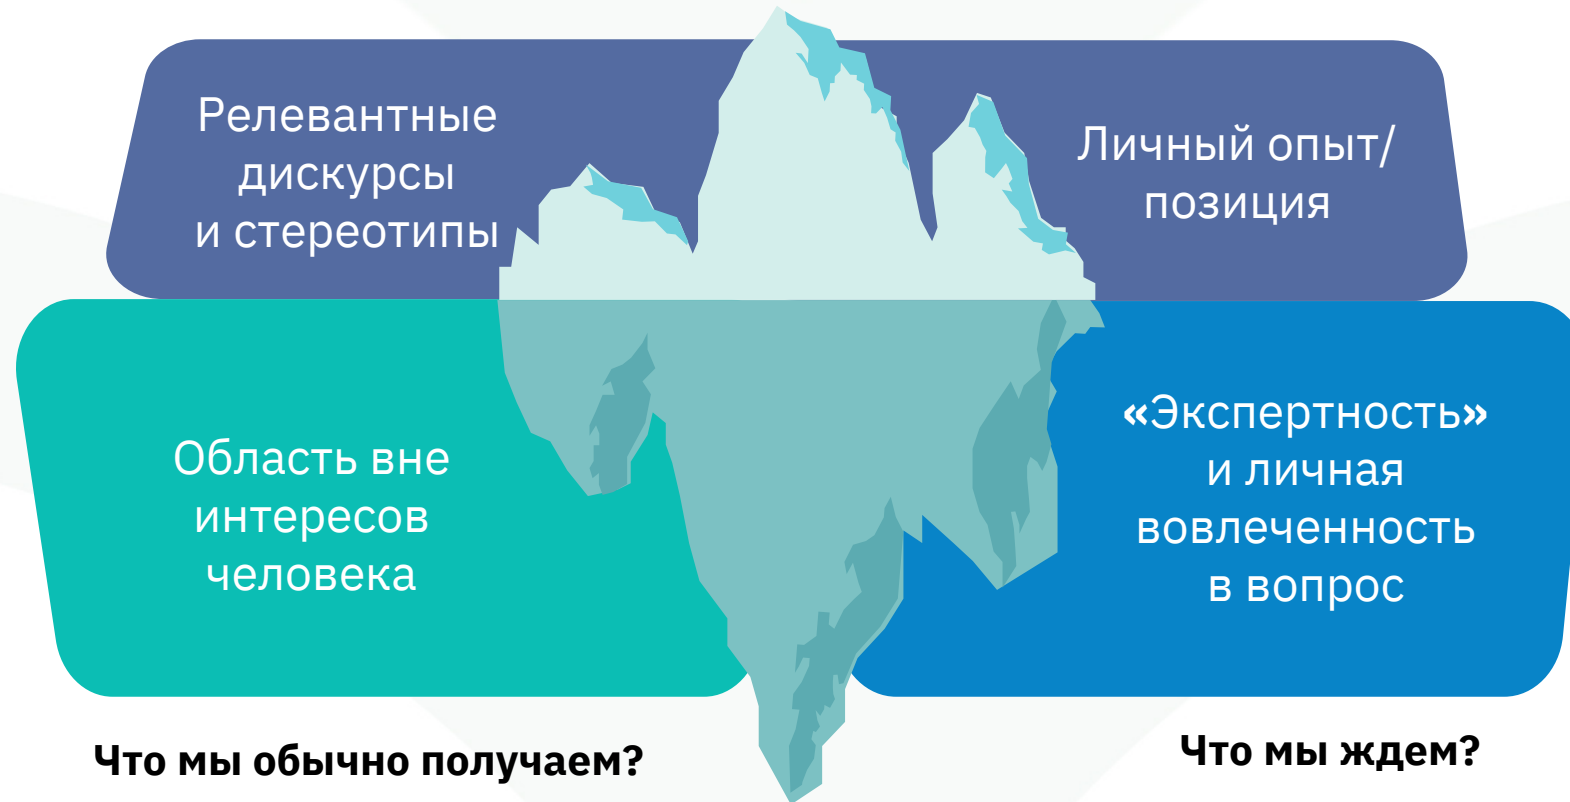 Релевантные
дискурсы
и стереотипы
Личный опыт/
позиция
Область вне
интересов
человека
«Экспертность»
и личная
вовлеченность
в вопрос
Что мы обычно получаем?
Что мы ждем?